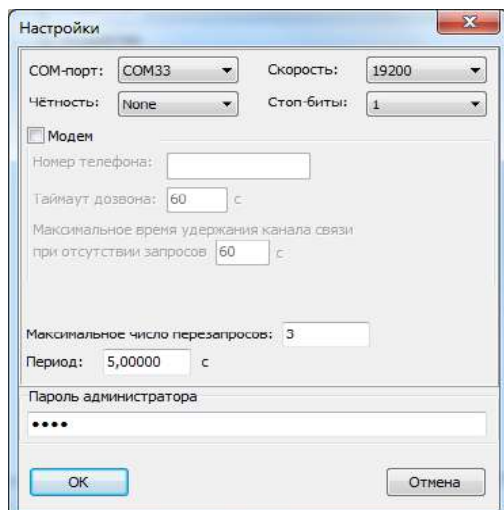 Настройки
COM-порт: COM33 Скорость: 19200
Чётность: None Стоп-биты: 1
Модем
Номер телефона:
Таймаут дозвона: 60 с
Максимальное время удержания канала связи
при отсутствии запросов 60 с
Максимальное число перезапросов: 3
Период: 5,00000 с
Пароль администратора
••••
OK Отмена